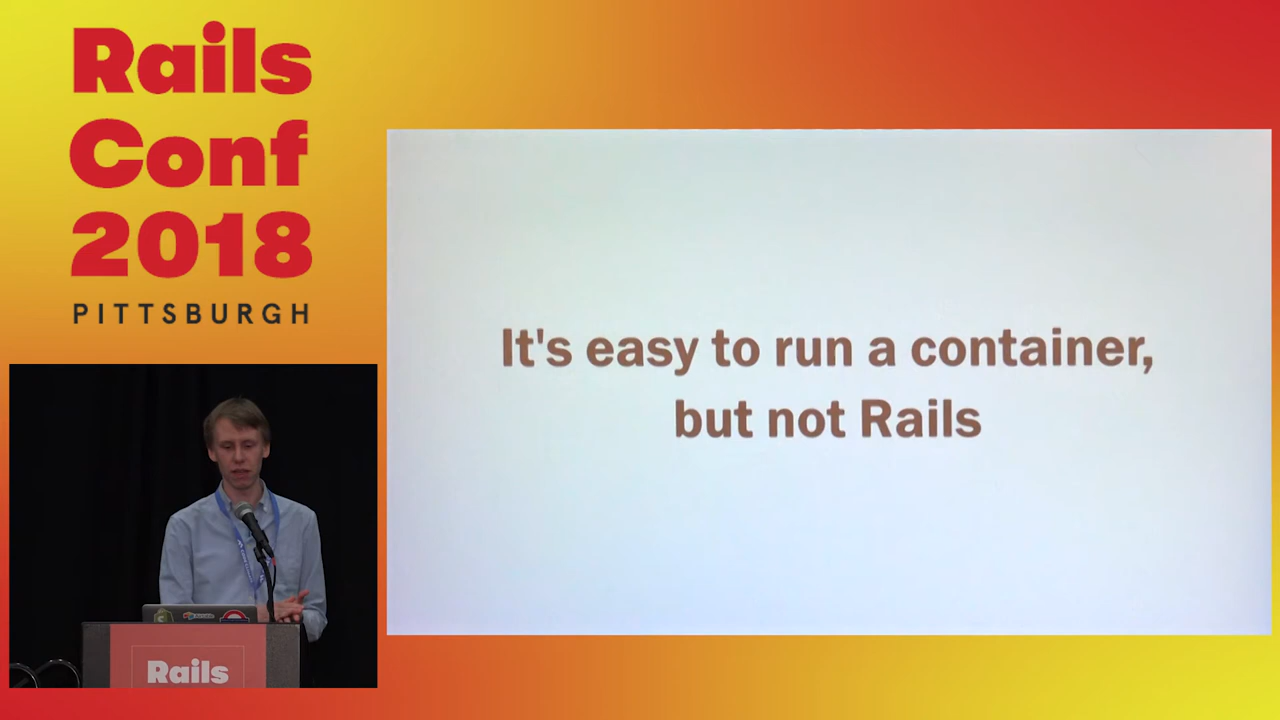 Rails
Conf
2018
PITTSBURGH
It's easy to run a container,
but not Rails
Rails